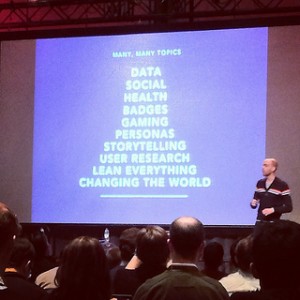 MANY, MANY TOPICS
DATA
SOCIAL
HEALTH
BADGES
GAMING
PERSONAS
STORYTELLING
USER RESEARCH
LEAN EVERYTHING
CHANGING THE WORLD